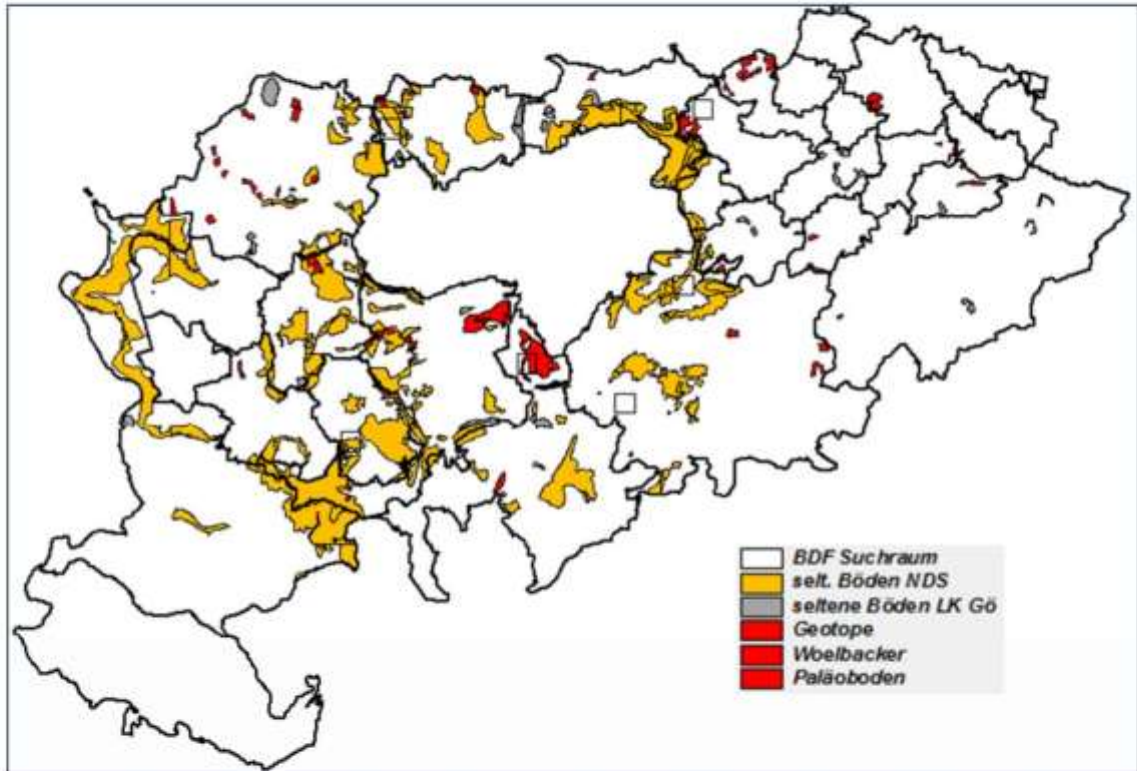 BDF Suchraum
selt. Böden NDS
seltene Böden LK Gö
Geotope
Woelbacker
Paläoboden